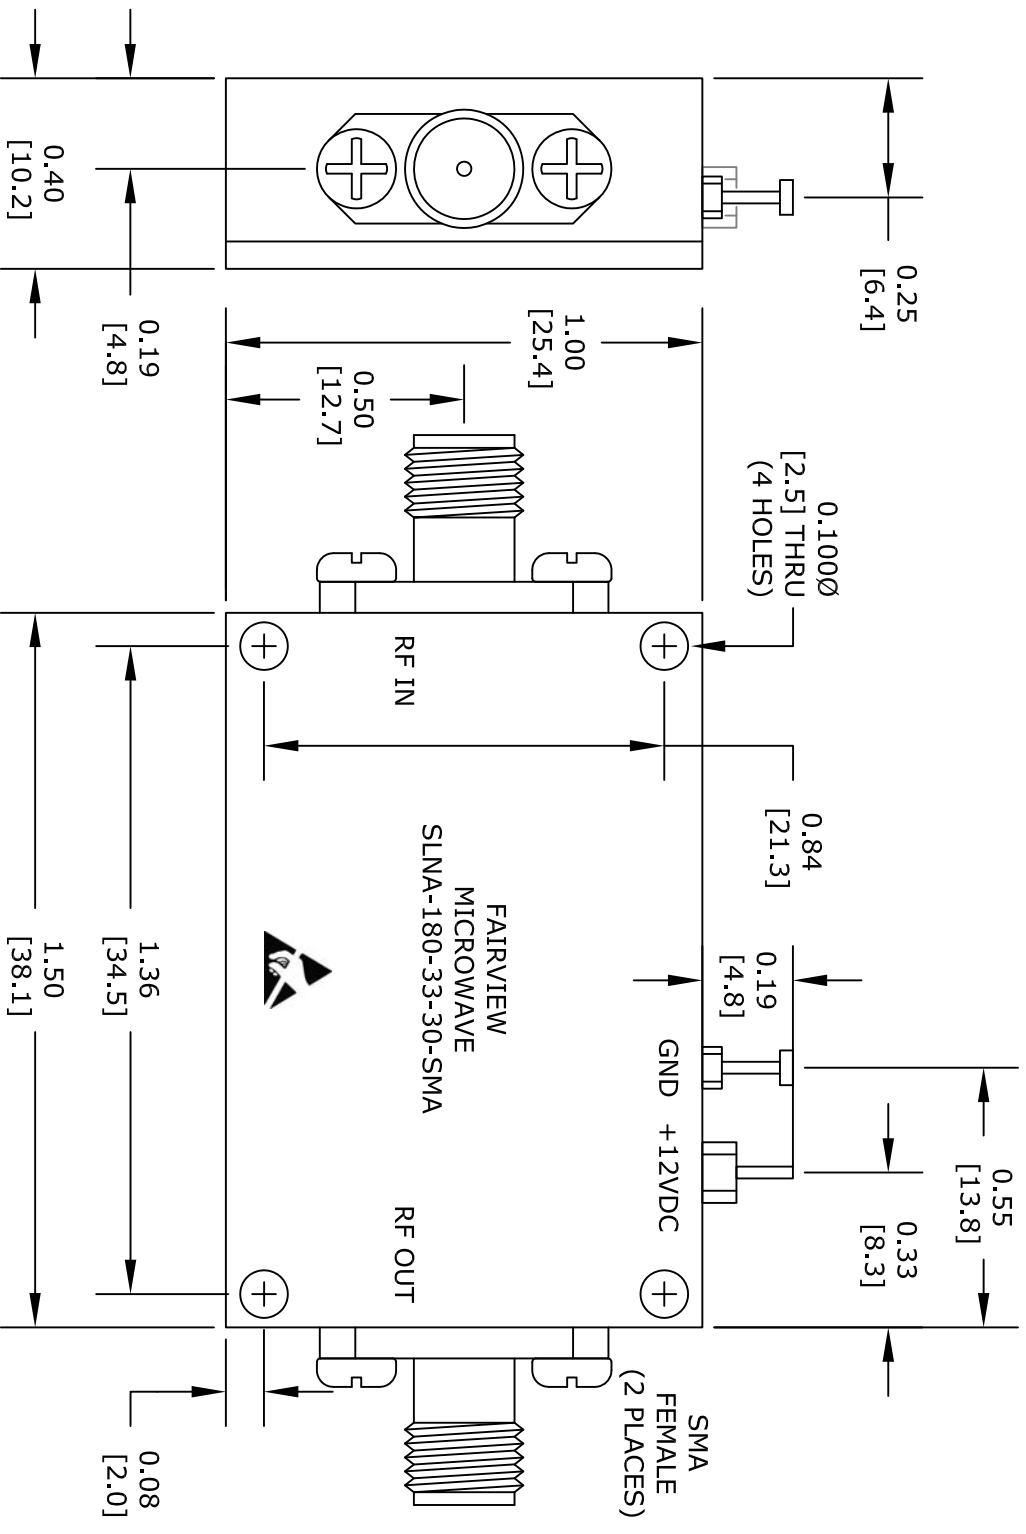 0.25
[6.4]
0.40
[10.2]
0.19
[4.8]
1.00
[25.4]
0.50
[12.7]
0.100Ø
[2.5] THRU
(4 HOLES)
0.84
[21.3]
0.19
[4.8]
0.55
[13.8]
0.33
[8.3]
GND +12VDC
RF IN
FAIRVIEW
MICROWAVE
SLNA-180-33-30-SMA
RF OUT
SMA
FEMALE
(2 PLACES)
1.36
[34.5]
1.50
[38.1]
0.08
[2.0]